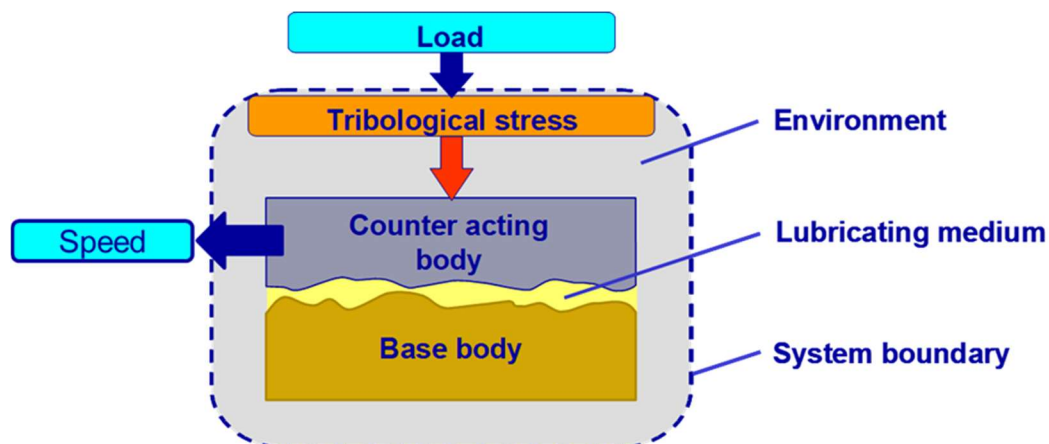 Load
Tribological stress
Environment
Counter acting
body
Speed
Lubricating medium
Base body
System boundary